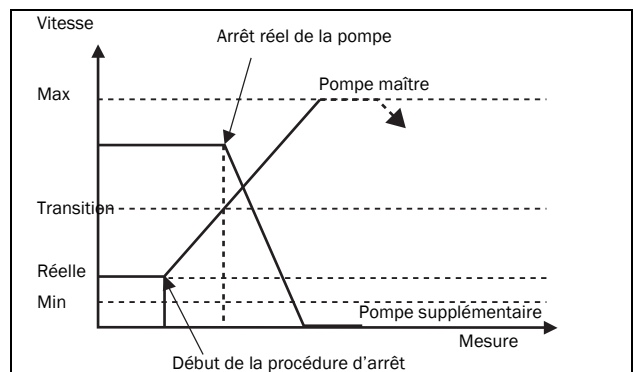 Vitesse
Arrêt réel de la pompe
Max
Pompe maître
Transition
Réelle
Min
Pompe supplémentaire
Mesure
Début de la procédure d'arrêt